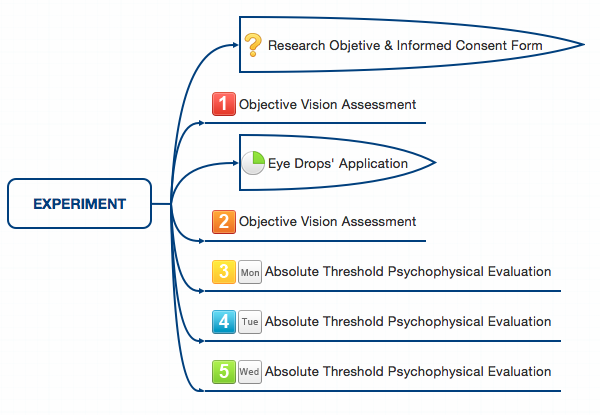 ? Research Objetive & Informed Consent Form
1 Objective Vision Assessment
Eye Drops' Application
EXPERIMENT
2 Objective Vision Assessment
3 Mon Absolute Threshold Psychophysical Evaluation
4 Tue Absolute Threshold Psychophysical Evaluation
5 Wed Absolute Threshold Psychophysical Evaluation